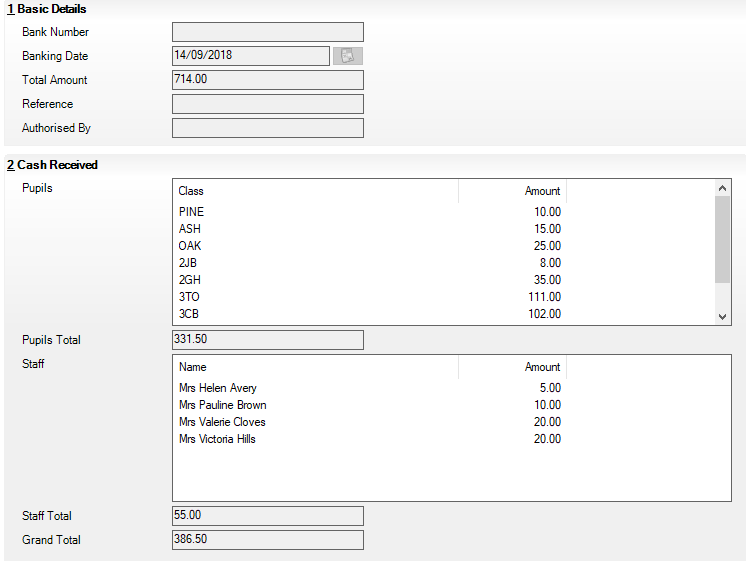 1 Basic Details
Bank Number
Banking Date 14/09/2018
Total Amount 714.00
Reference
Authorised By
2 Cash Received
Pupils
Class Amount
PINE 10.00
ASH 15.00
OAK 25.00
2JB 8.00
2GH 35.00
3TO 111.00
3CB 102.00
Pupils Total 331.50
Staff
Name Amount
Mrs Helen Avery 5.00
Mrs Pauline Brown 10.00
Mrs Valerie Cloves 20.00
Mrs Victoria Hills 20.00
Staff Total 55.00
Grand Total 386.50